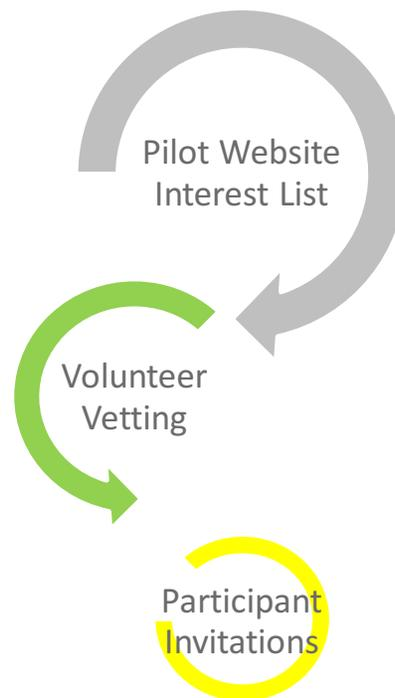 Pilot Website
Interest List
Volunteer
Vetting
Participant
Invitations